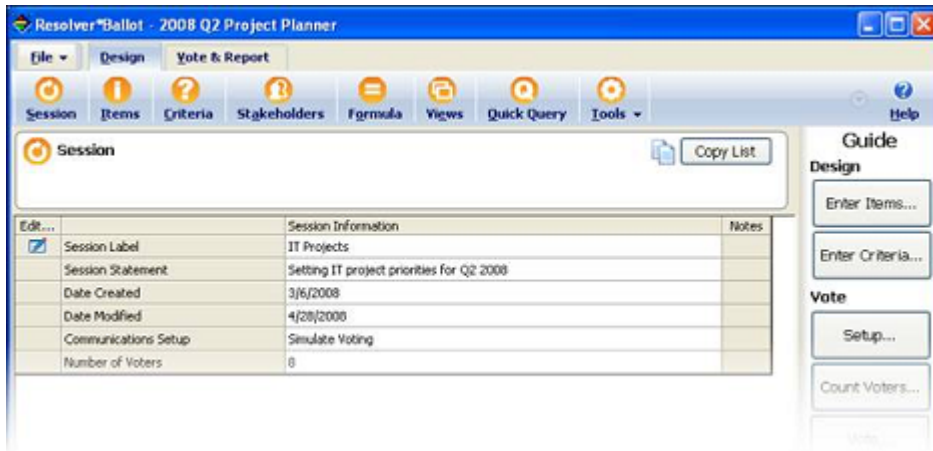 Resolver*Ballot - 2008 Q2 Project Planner
File Design Vote & Report
Session Items Criteria Stakeholders Formula Views Quick Query Tools Help
Session Copy List
Guide
Design
Enter Items...
Enter Criteria...
Vote
Setup...
Count Voters...
Vote...
Edit... Session Information Notes
Session Label IT Projects
Session Statement Setting IT project priorities for Q2 2008
Date Created 3/6/2008
Date Modified 4/28/2008
Communications Setup Simulate Voting
Number of Voters 8